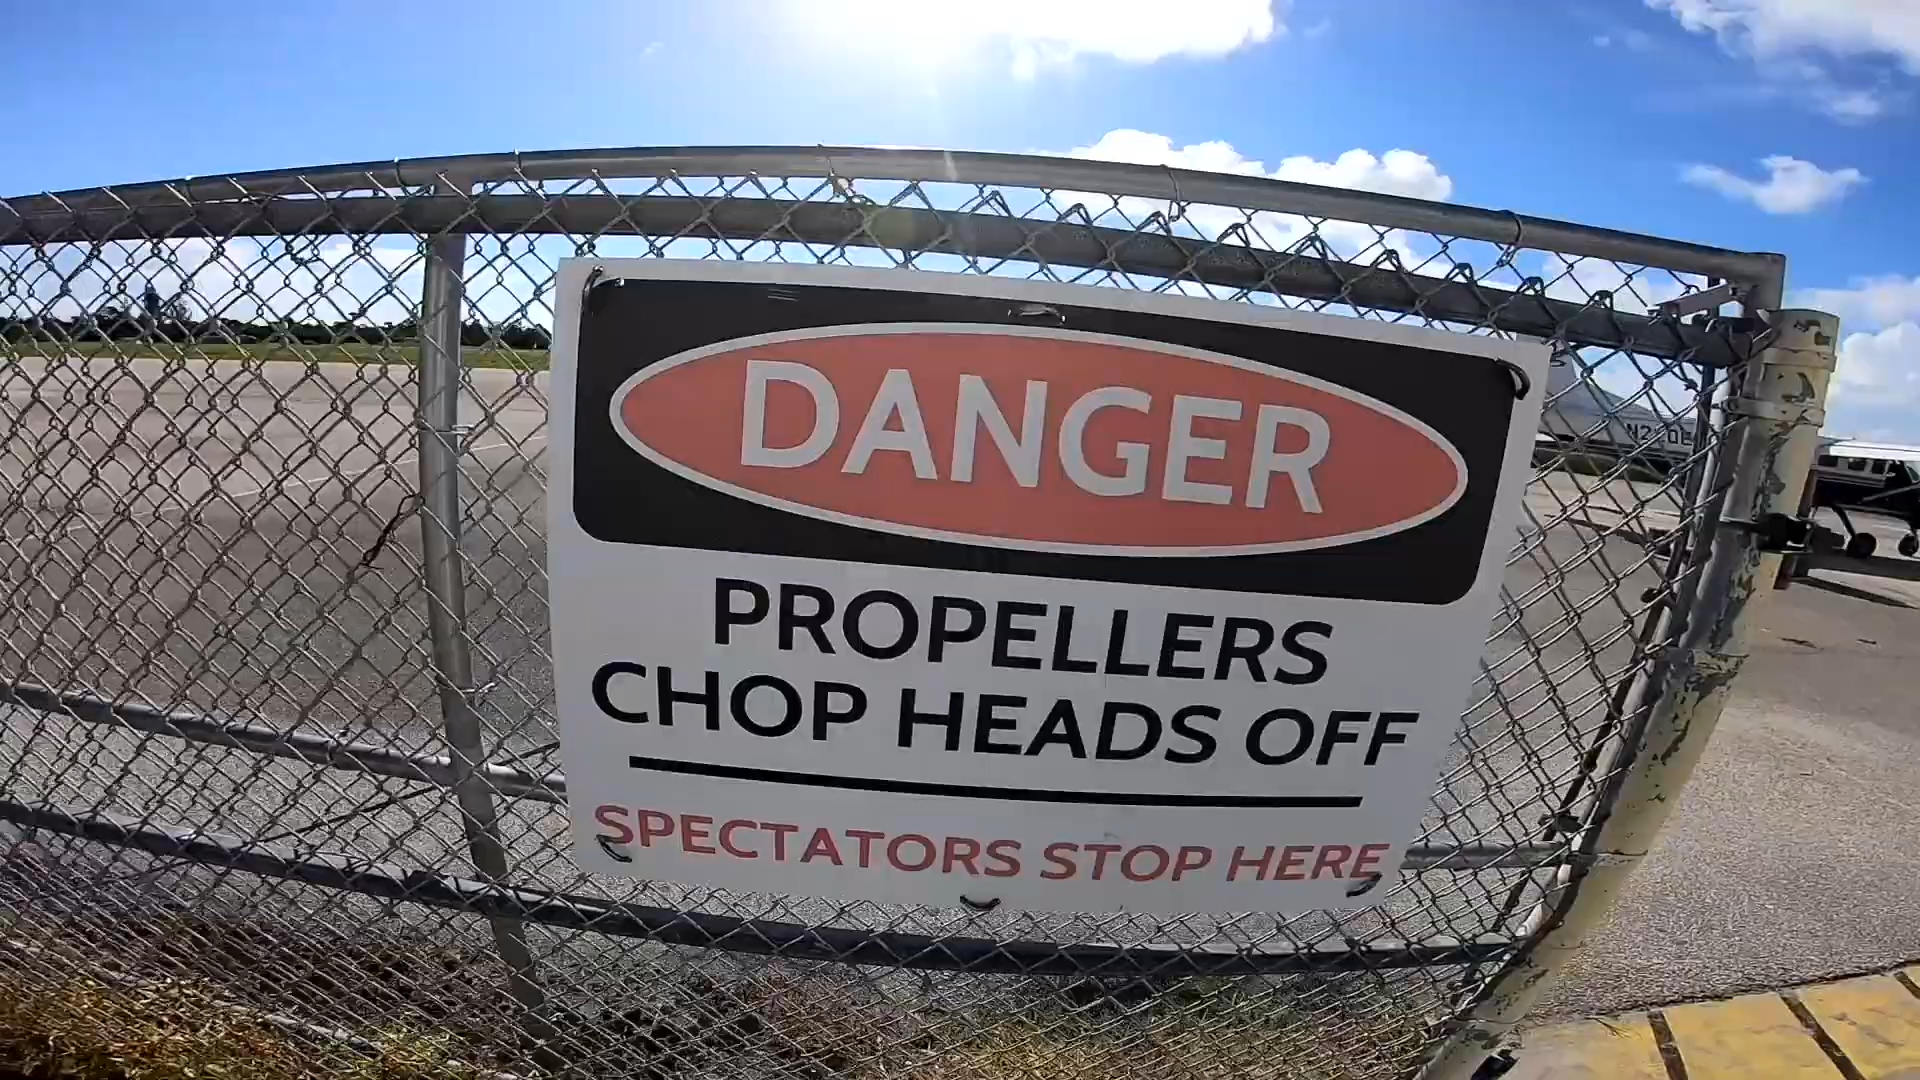 DANGER
PROPELLERS
CHOP HEADS OFF
SPECTATORS STOP HERE